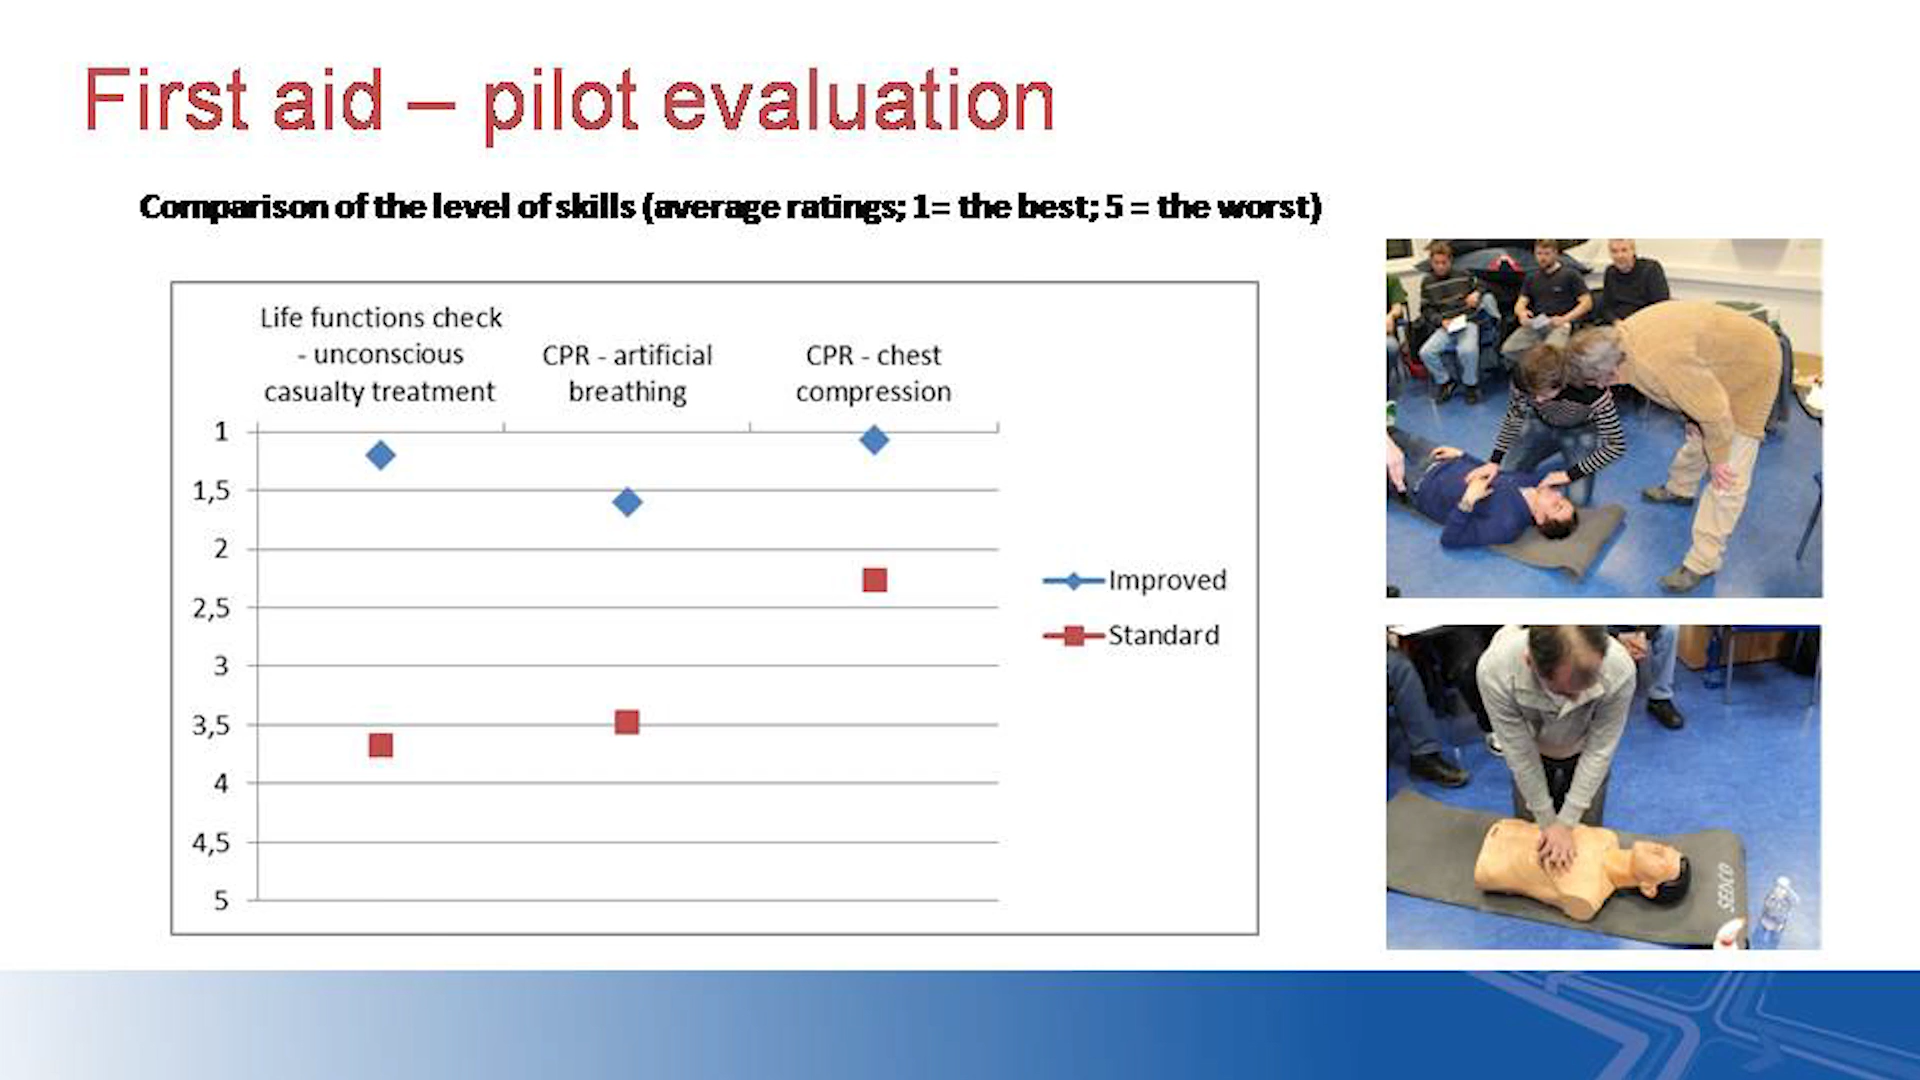 First aid – pilot evaluation
Comparison of the level of skills (average ratings; 1= the best; 5 = the worst)
Life functions check
- unconscious
casualty treatment
CPR - artificial
breathing
CPR - chest
compression
1
1,5
2
2,5
3
3,5
4
4,5
5
Improved
Standard
SEDCO